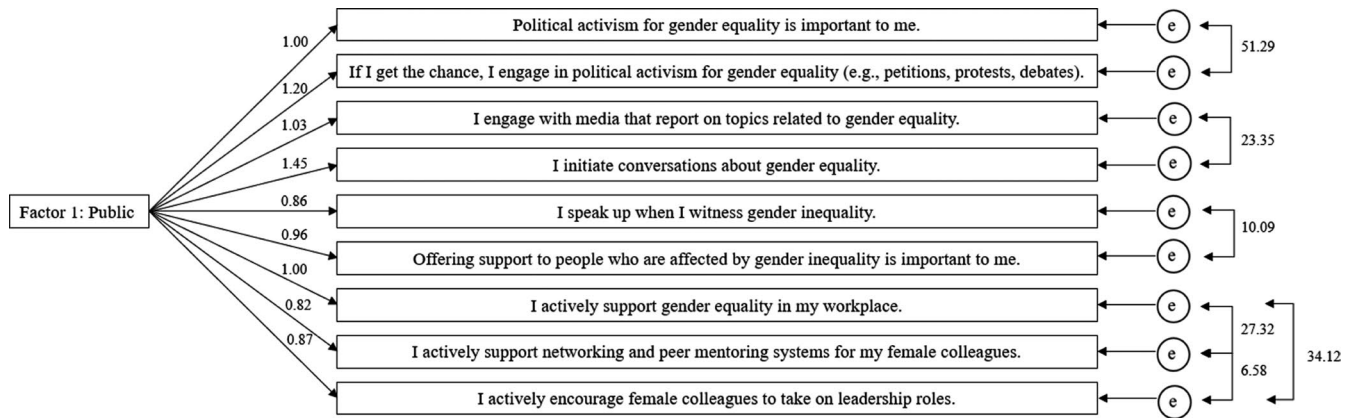 Political activism for gender equality is important to me.
e
51.29
1.00
If I get the chance, I engage in political activism for gender equality (e.g., petitions, protests, debates).
e
1.20
I engage with media that report on topics related to gender equality.
e
1.03
23.35
1.45
I initiate conversations about gender equality.
e
Factor 1: Public
0.86
I speak up when I witness gender inequality.
e
10.09
0.96
Offering support to people who are affected by gender inequality is important to me.
e
1.00
I actively support gender equality in my workplace.
e
0.82
27.32
0.87
I actively support networking and peer mentoring systems for my female colleagues.
e
34.12
6.58
I actively encourage female colleagues to take on leadership roles.
e